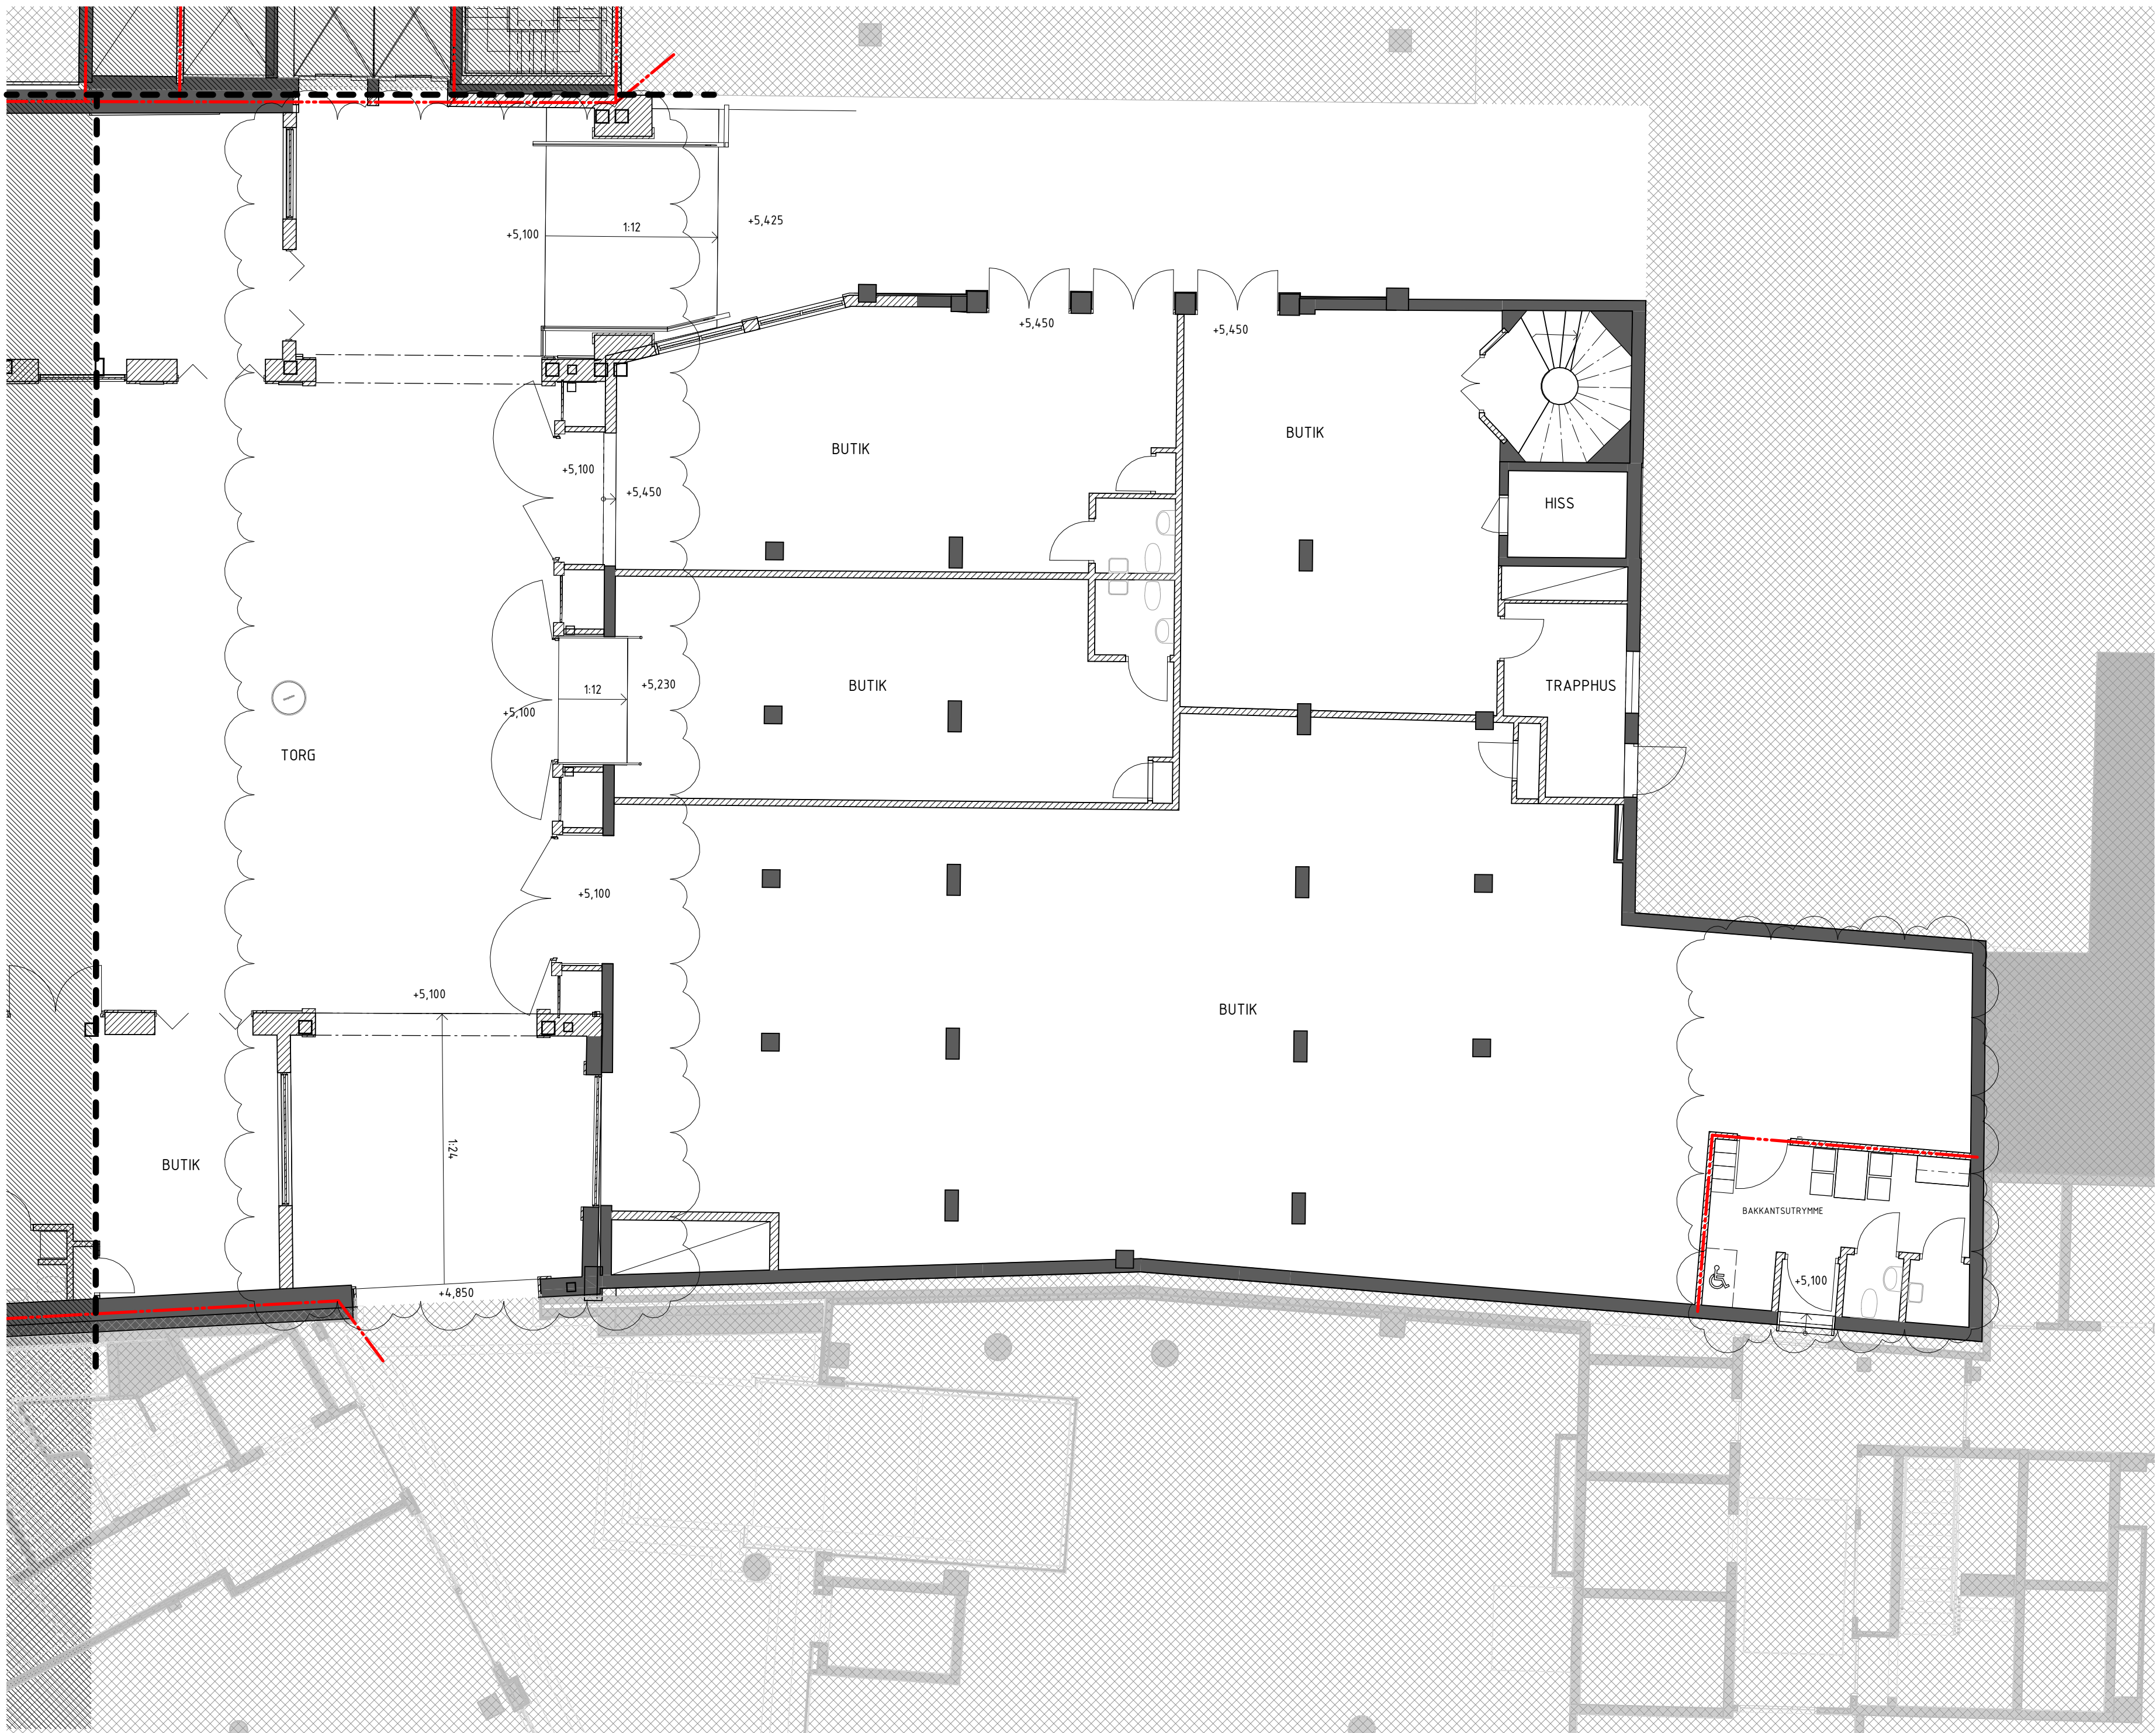 +5,425
1:12
+5,100
+5,450
+5,450
BUTIK
BUTIK
+5,100
+5,450
HISS
BUTIK
TRAPPHUS
+5,230
1:12
+5,100
TORG
+5,100
+5,100
BUTIK
1:24
BUTIK
BAKKANTSUTRYMME
+5,100
+4,850